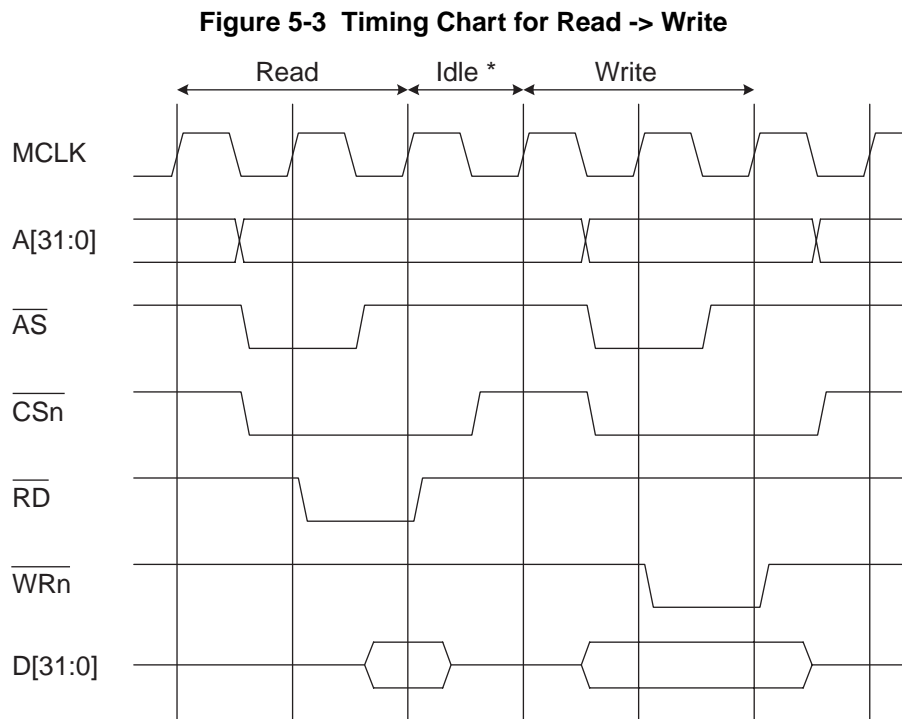 Figure 5-3 Timing Chart for Read -> Write
Read Idle * Write
MCLK
A[31:0]
AS
CSn
RD
WRn
D[31:0]